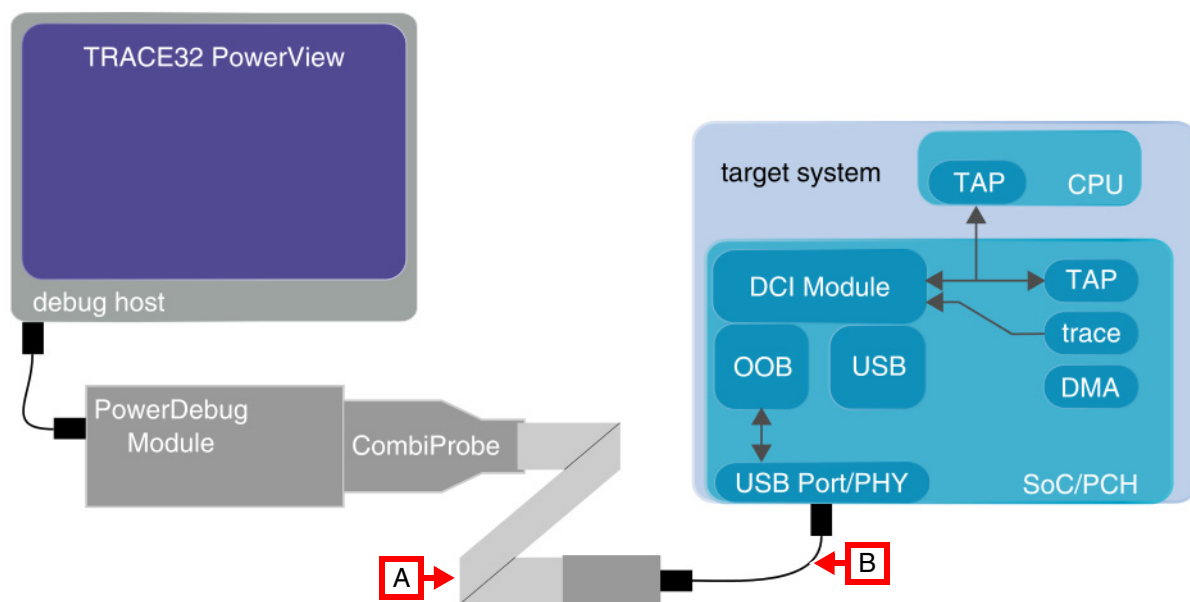 TRACE32 PowerView
debug host
PowerDebug
Module
CombiProbe
A
B
target system
TAP
CPU
DCI Module
TAP
trace
DMA
OOB
USB
USB Port/PHY
SoC/PCH